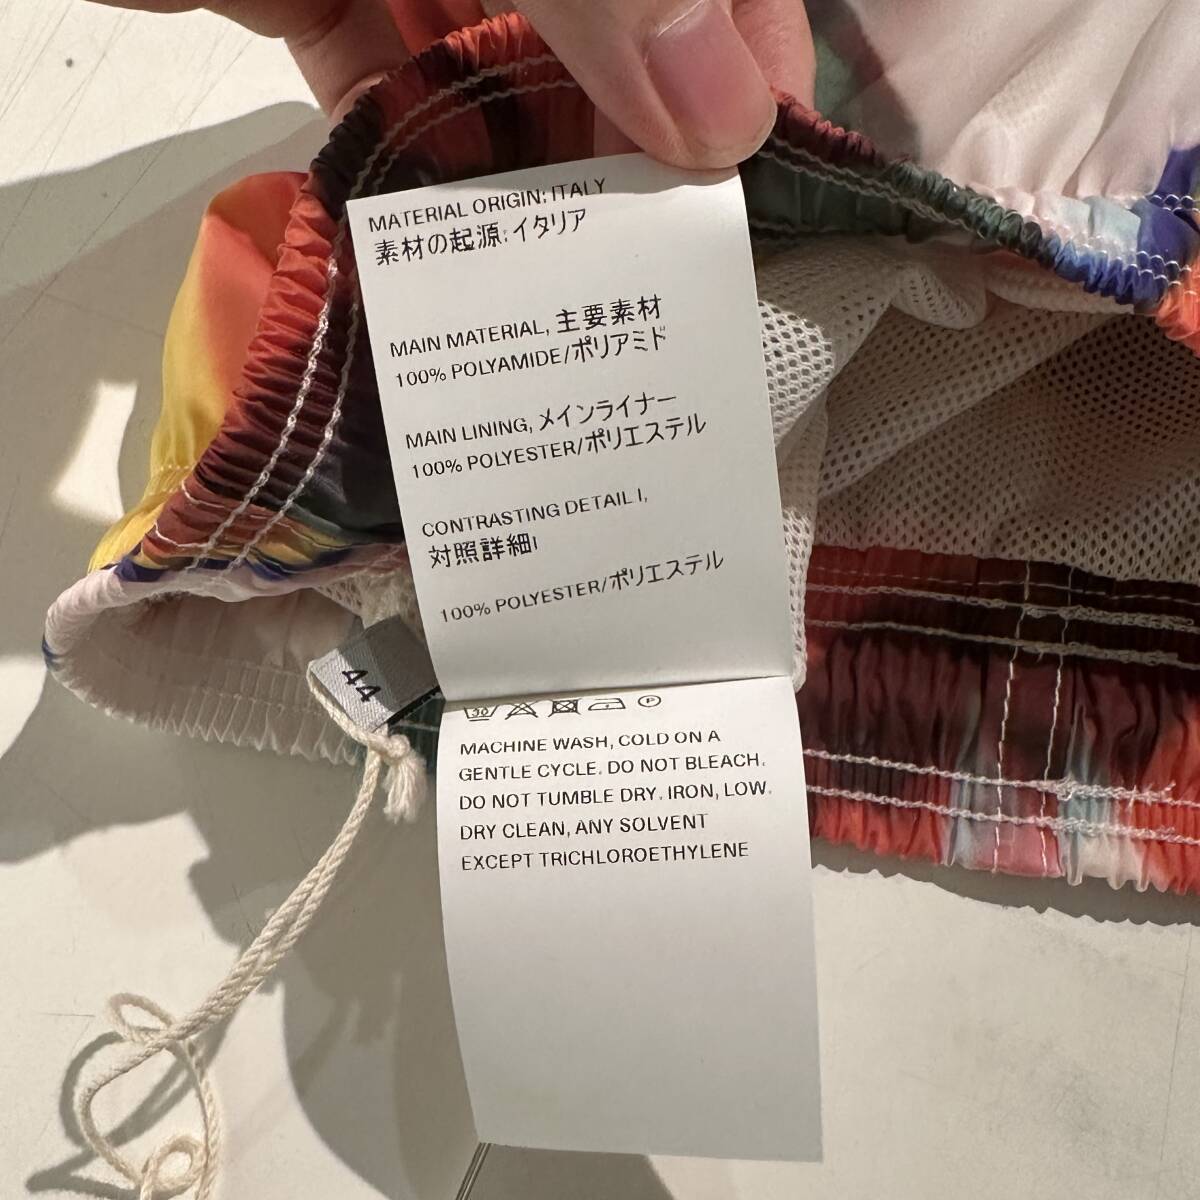 MATERIAL ORIGIN: ITALY
素材の起源: イタリア
MAIN MATERIAL, 主要素材
100% POLYAMIDE/ポリアミド
MAIN LINING, メインライナー
100% POLYESTER/ポリエステル
CONTRASTING DETAIL I,
対照詳細I
100% POLYESTER/ポリエステル
44
30 P
MACHINE WASH, COLD ON A
GENTLE CYCLE. DO NOT BLEACH.
DO NOT TUMBLE DRY. IRON, LOW.
DRY CLEAN, ANY SOLVENT
EXCEPT TRICHLOROETHYLENE